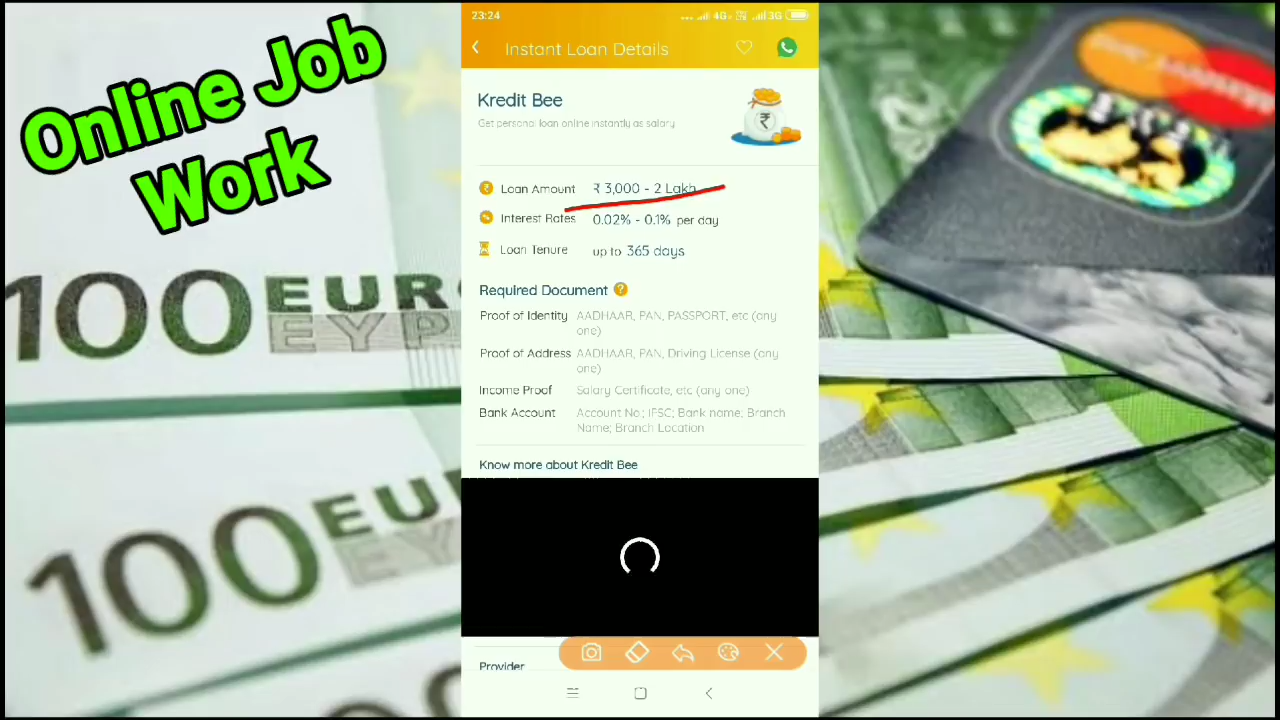 Online Job
Work
100 EURO
ΕΥΡΩ
100 EURO
23:24
4G+
3G
Instant Loan Details
Kredit Bee
Get personal loan online instantly as salary
₹
Loan Amount ₹ 3,000 - 2 Lakh
Interest Rates 0.02% - 0.1% per day
Loan Tenure up to 365 days
Required Document ?
Proof of Identity AADHAAR, PAN, PASSPORT, etc (any
one)
Proof of Address AADHAAR, PAN, Driving License (any
one)
Income Proof Salary Certificate, etc (any one)
Bank Account Account No.; IFSC; Bank name; Branch
Name; Branch Location
Know more about Kredit Bee
Provider